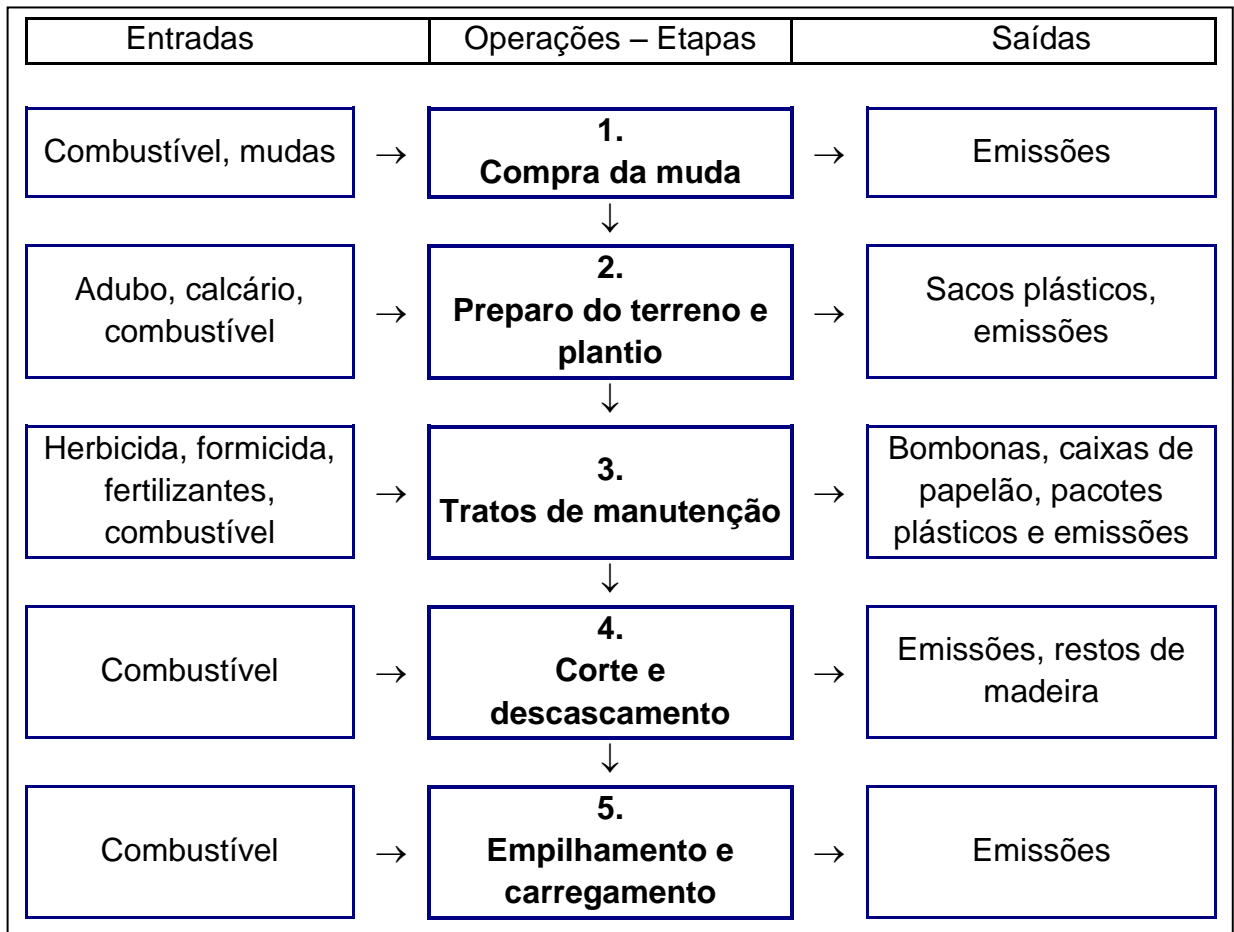 Entradas
Operações – Etapas
Saídas
Combustível, mudas
→
1.
Compra da muda
→
Emissões
↓
Adubo, calcário,
combustível
→
2.
Preparo do terreno e
plantio
→
Sacos plásticos,
emissões
↓
Herbicida, formicida,
fertilizantes,
combustível
→
3.
Tratos de manutenção
→
Bombonas, caixas de
papelão, pacotes
plásticos e emissões
↓
Combustível
→
4.
Corte e
descascamento
→
Emissões, restos de
madeira
↓
Combustível
→
5.
Empilhamento e
carregamento
→
Emissões